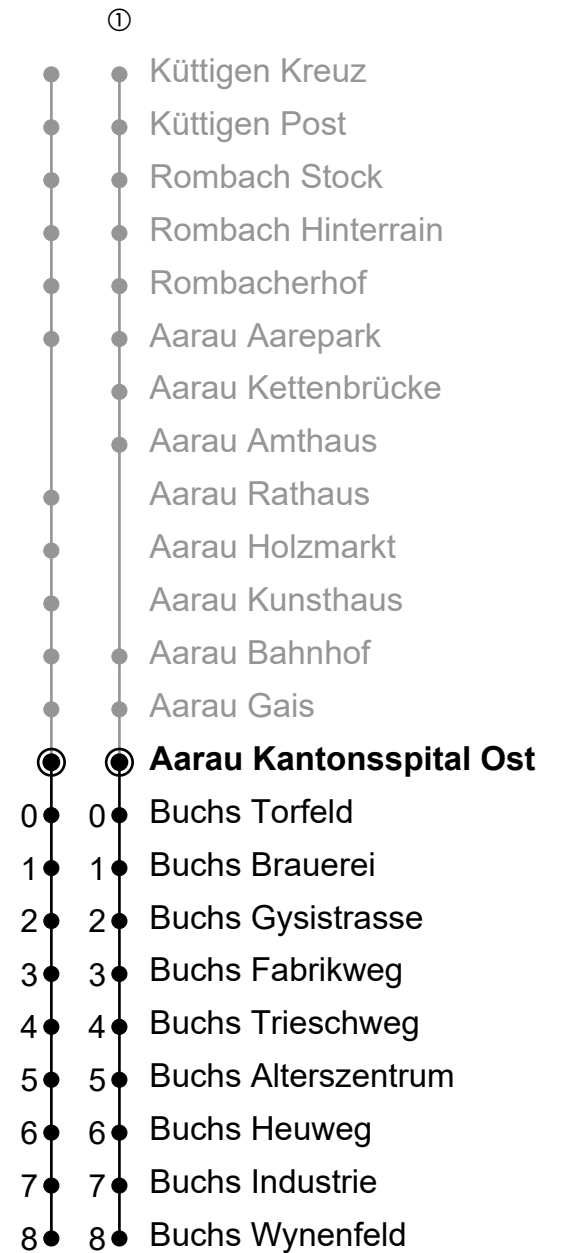 ①
Küttigen Kreuz
Küttigen Post
Rombach Stock
Rombach Hinterrain
Rombacherhof
Aarau Aarepark
Aarau Kettenbrücke
Aarau Amthaus
Aarau Rathaus
Aarau Holzmarkt
Aarau Kunsthaus
Aarau Bahnhof
Aarau Gais
Aarau Kantonsspital Ost
0 0 Buchs Torfeld
1 1 Buchs Brauerei
2 2 Buchs Gysistrasse
3 3 Buchs Fabrikweg
4 4 Buchs Trieschweg
5 5 Buchs Alterszentrum
6 6 Buchs Heuweg
7 7 Buchs Industrie
8 8 Buchs Wynenfeld